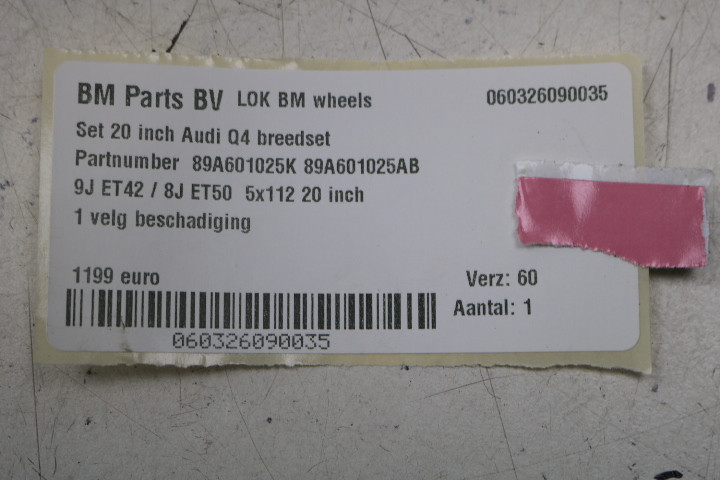 BM Parts BV LOK BM wheels 060326090035
Set 20 inch Audi Q4 breedset
Partnumber 89A601025K 89A601025AB
9J ET42 / 8J ET50 5x112 20 inch
1 velg beschadiging
1199 euro Verz: 60
Aantal: 1
060326090035